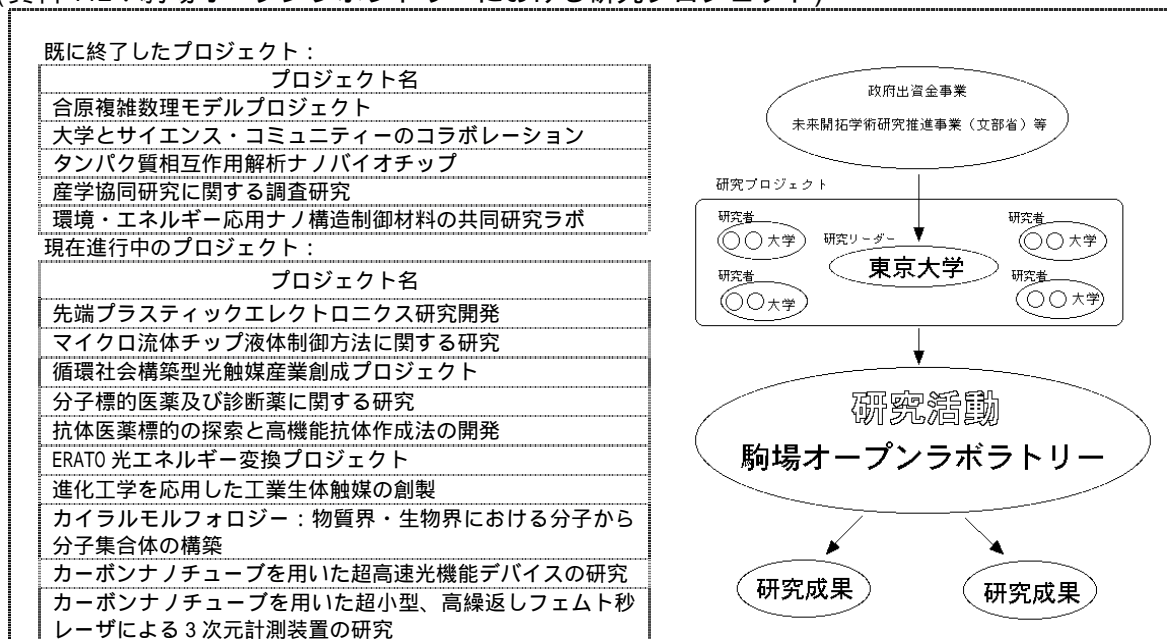 既に終了したプロジェクト：
プロジェクト名
合原複雑数理モデルプロジェクト
大学とサイエンス・コミュニティーのコラボレーション
タンパク質相互作用解析ナノバイオチップ
産学協同研究に関する調査研究
環境・エネルギー応用ナノ構造制御材料の共同研究ラボ
現在進行中のプロジェクト：
プロジェクト名
先端プラスティックエレクトロニクス研究開発
マイクロ流体チップ液体制御方法に関する研究
循環社会構築型光触媒産業創成プロジェクト
分子標的医薬及び診断薬に関する研究
抗体医薬標的の探索と高機能抗体作成法の開発
ERATO 光エネルギー変換プロジェクト
進化工学を応用した工業生体触媒の創製
カイラルモルフォロジー：物質界・生物界における分子から
分子集合体の構築
カーボンナノチューブを用いた超高速光機能デバイスの研究
カーボンナノチューブを用いた超小型、高繰返しフェムト秒
レーザによる３次元計測装置の研究
政府出資金事業
未来開拓学術研究推進事業（文部省）等
研究プロジェクト
研究者
○○大学
研究者
○○大学
研究リーダー
東京大学
研究者
○○大学
研究者
○○大学
研究活動
駒場オープンラボラトリー
研究成果
研究成果